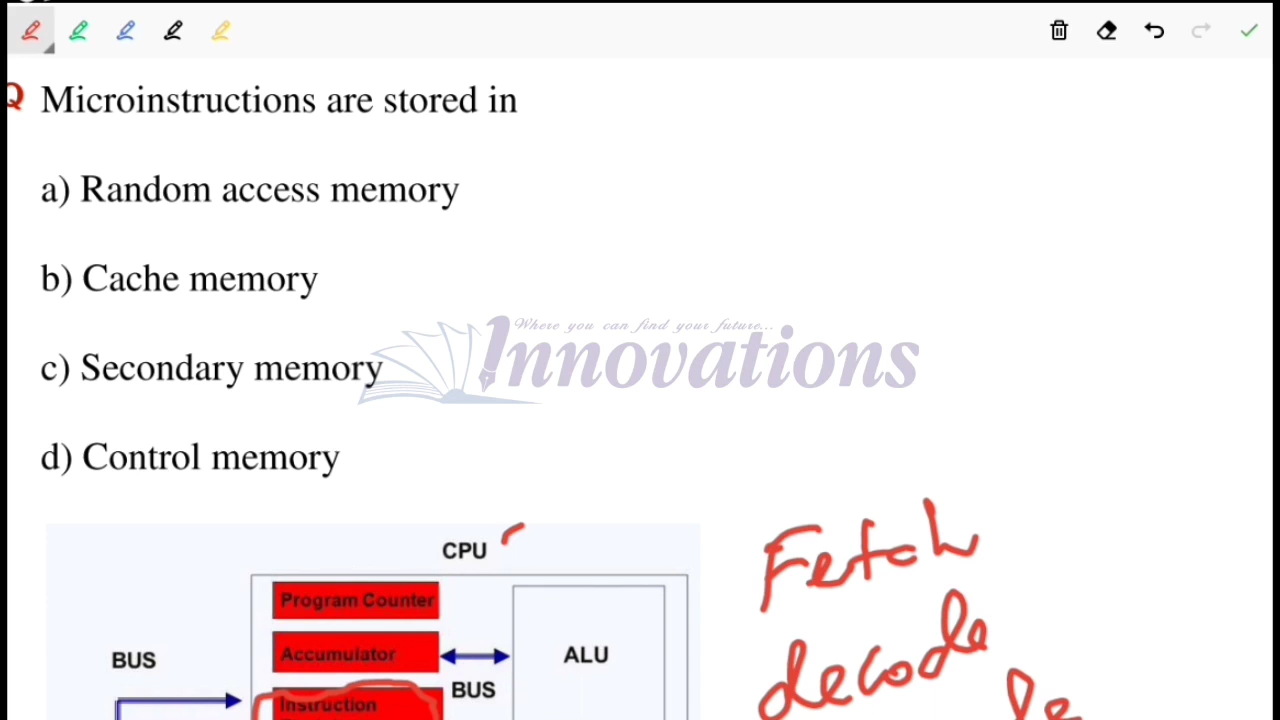 Q Microinstructions are stored in
a) Random access memory
b) Cache memory
Where you can find your future...
Innovations
c) Secondary memory
d) Control memory
Fetch
CPU
Program Counter
decode
BUS
Accumulator
ALU
BUS
Instruction